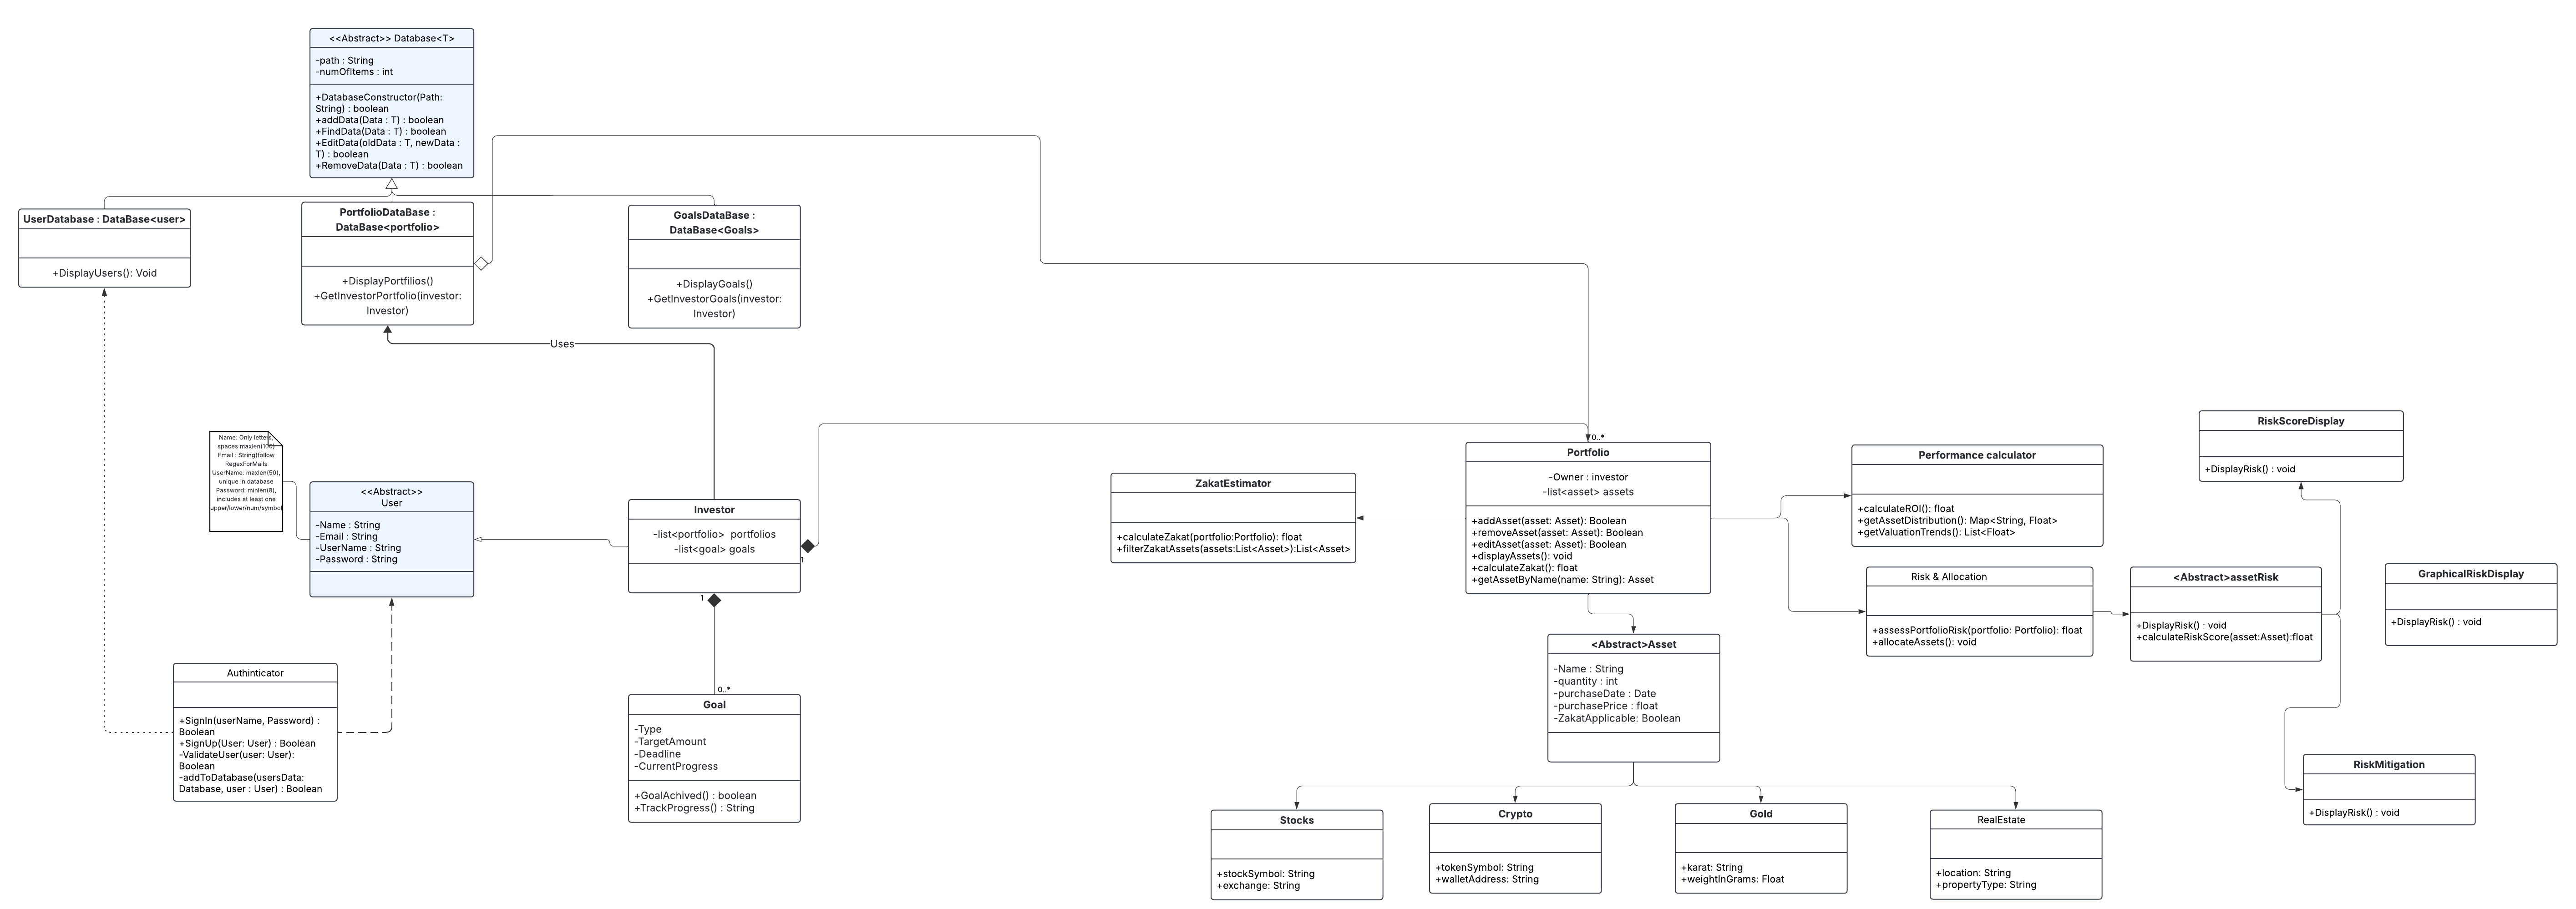 <<Abstract>> Database<T>
-path : String
-numOfItems : int
+DatabaseConstructor(Path:
String) : boolean
+addData(Data : T) : boolean
+FindData(Data : T) : boolean
+EditData(oldData : T, newData :
T) : boolean
+RemoveData(Data : T) : boolean
UserDatabase : DataBase<user>
+DisplayUsers(): Void
PortfolioDataBase :
DataBase<portfolio>
+DisplayPortfilios()
+GetInvestorPortfolio(investor:
Investor)
GoalsDataBase :
DataBase<Goals>
+DisplayGoals()
+GetInvestorGoals(investor:
Investor)
Uses
Name: Only letters,
spaces maxlen(100)
Email : String(follow
RegexForMails
UserName: maxlen(50),
unique in database
Password: minlen(8),
includes at least one
upper/lower/num/symbol
<<Abstract>>
User
-Name : String
-Email : String
-UserName : String
-Password : String
Investor
-list<portfolio> portfolios
-list<goal> goals
1
1
0..*
Authinticator
+SignIn(userName, Password) :
Boolean
+SignUp(User: User) : Boolean
-ValidateUser(user: User):
Boolean
-addToDatabase(usersData:
Database, user : User) : Boolean
Goal
-Type
-TargetAmount
-Deadline
-CurrentProgress
+GoalAchived() : boolean
+TrackProgress() : String
ZakatEstimator
+calculateZakat(portfolio:Portfolio): float
+filterZakatAssets(assets:List<Asset>):List<Asset>
0..*
Portfolio
-Owner : investor
-list<asset> assets
+addAsset(asset: Asset): Boolean
+removeAsset(asset: Asset): Boolean
+editAsset(asset: Asset): Boolean
+displayAssets(): void
+calculateZakat(): float
+getAssetByName(name: String): Asset
Performance calculator
+calculateROI(): float
+getAssetDistribution(): Map<String, Float>
+getValuationTrends(): List<Float>
Risk & Allocation
+assessPortfolioRisk(portfolio: Portfolio): float
+allocateAssets(): void
<Abstract>assetRisk
+DisplayRisk() : void
+calculateRiskScore(asset:Asset):float
RiskScoreDisplay
+DisplayRisk() : void
GraphicalRiskDisplay
+DisplayRisk() : void
RiskMitigation
+DisplayRisk() : void
<Abstract>Asset
-Name : String
-quantity : int
-purchaseDate : Date
-purchasePrice : float
-ZakatApplicable: Boolean
Stocks
+stockSymbol: String
+exchange: String
Crypto
+tokenSymbol: String
+walletAddress: String
Gold
+karat: String
+weightInGrams: Float
RealEstate
+location: String
+propertyType: String